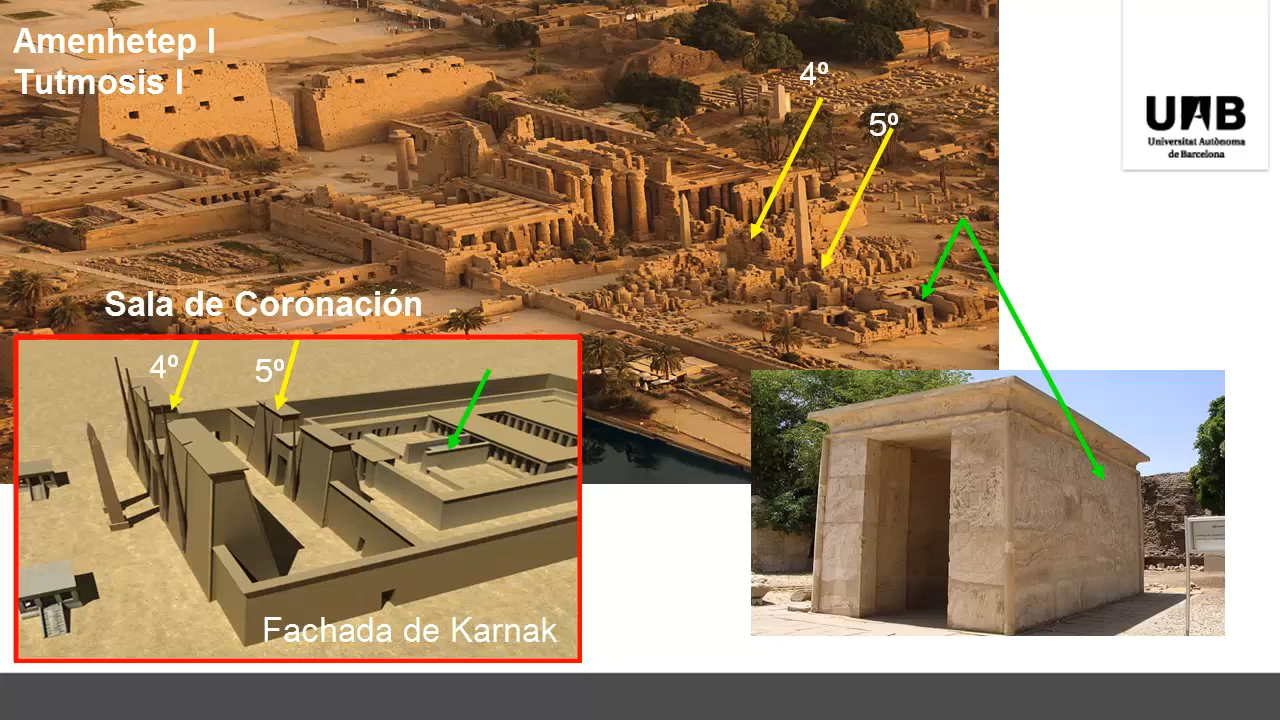 Amenhetep I
Tutmosis I
4º
5º
UAB
Universitat Autònoma
de Barcelona
Sala de Coronación
4º
5º
Fachada de Karnak